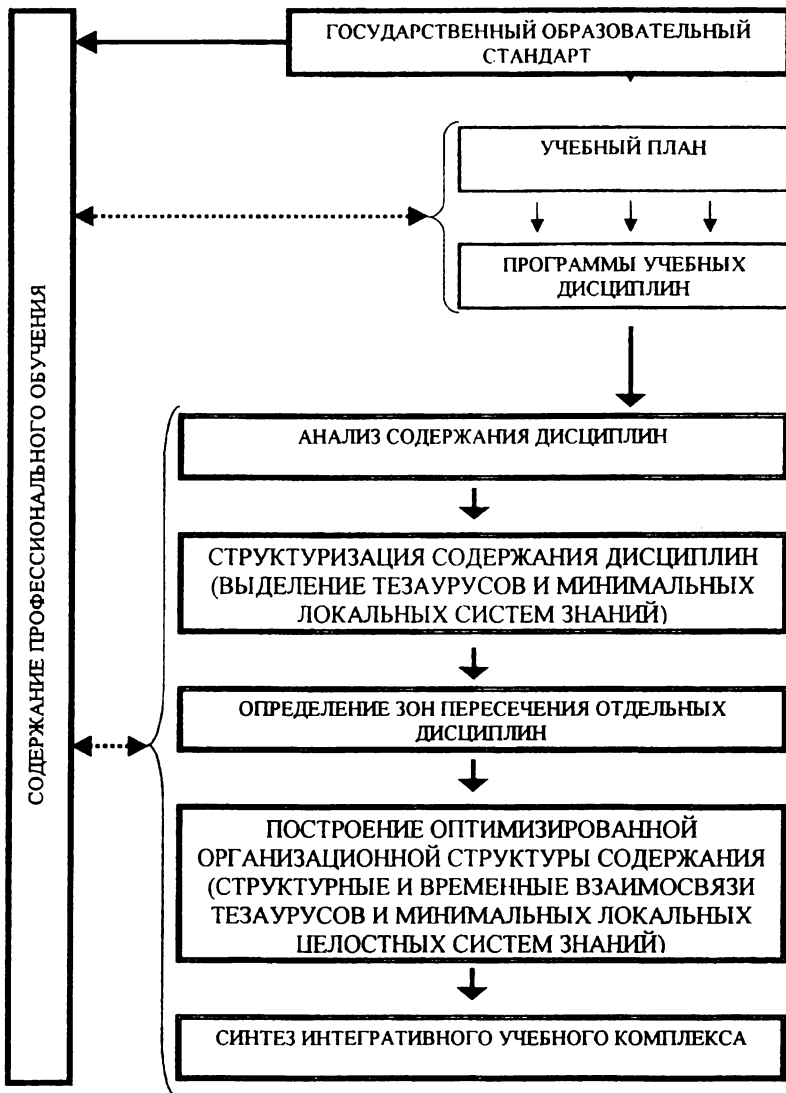 ГОСУДАРСТВЕННЫЙ ОБРАЗОВАТЕЛЬНЫЙ
СТАНДАРТ
УЧЕБНЫЙ ПЛАН
ПРОГРАММЫ УЧЕБНЫХ
ДИСЦИПЛИН
СОДЕРЖАНИЕ ПРОФЕССИОНАЛЬНОГО ОБУЧЕНИЯ
АНАЛИЗ СОДЕРЖАНИЯ ДИСЦИПЛИН
СТРУКТУРИЗАЦИЯ СОДЕРЖАНИЯ ДИСЦИПЛИН
(ВЫДЕЛЕНИЕ ТЕЗАУРУСОВ И МИНИМАЛЬНЫХ
ЛОКАЛЬНЫХ СИСТЕМ ЗНАНИЙ)
ОПРЕДЕЛЕНИЕ ЗОН ПЕРЕСЕЧЕНИЯ ОТДЕЛЬНЫХ
ДИСЦИПЛИН
ПОСТРОЕНИЕ ОПТИМИЗИРОВАННОЙ
ОРГАНИЗАЦИОННОЙ СТРУКТУРЫ СОДЕРЖАНИЯ
(СТРУКТУРНЫЕ И ВРЕМЕННЫЕ ВЗАИМОСВЯЗИ
ТЕЗАУРУСОВ И МИНИМАЛЬНЫХ ЛОКАЛЬНЫХ
ЦЕЛОСТНЫХ СИСТЕМ ЗНАНИЙ)
СИНТЕЗ ИНТЕГРАТИВНОГО УЧЕБНОГО КОМПЛЕКСА